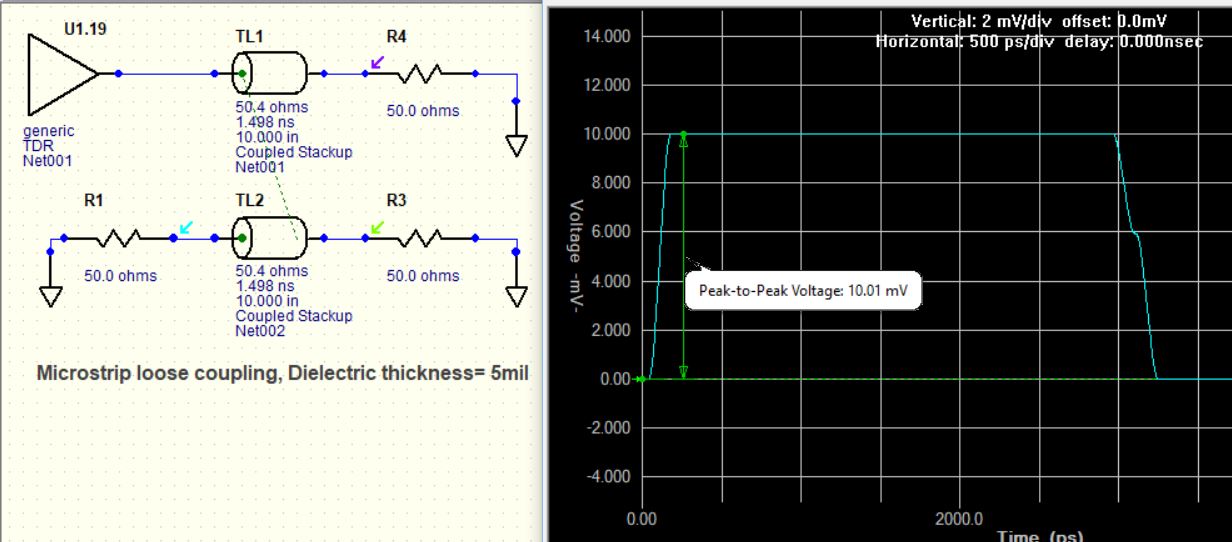 U1.19
generic
TDR
Net001
TL1
50.4 ohms
1.498 ns
10.000 in
Coupled Stackup
Net001
R4
50.0 ohms
R1
50.0 ohms
TL2
50.4 ohms
1.498 ns
10.000 in
Coupled Stackup
Net002
R3
50.0 ohms
Microstrip loose coupling, Dielectric thickness= 5mil
Vertical: 2 mV/div offset: 0.0mV
Horizontal: 500 ps/div delay: 0.000nsec
14.000
12.000
10.000
8.000
6.000
4.000
2.000
0.00
-2.000
-4.000
Voltage -mV-
Peak-to-Peak Voltage: 10.01 mV
0.00
2000.0
Time (ps)